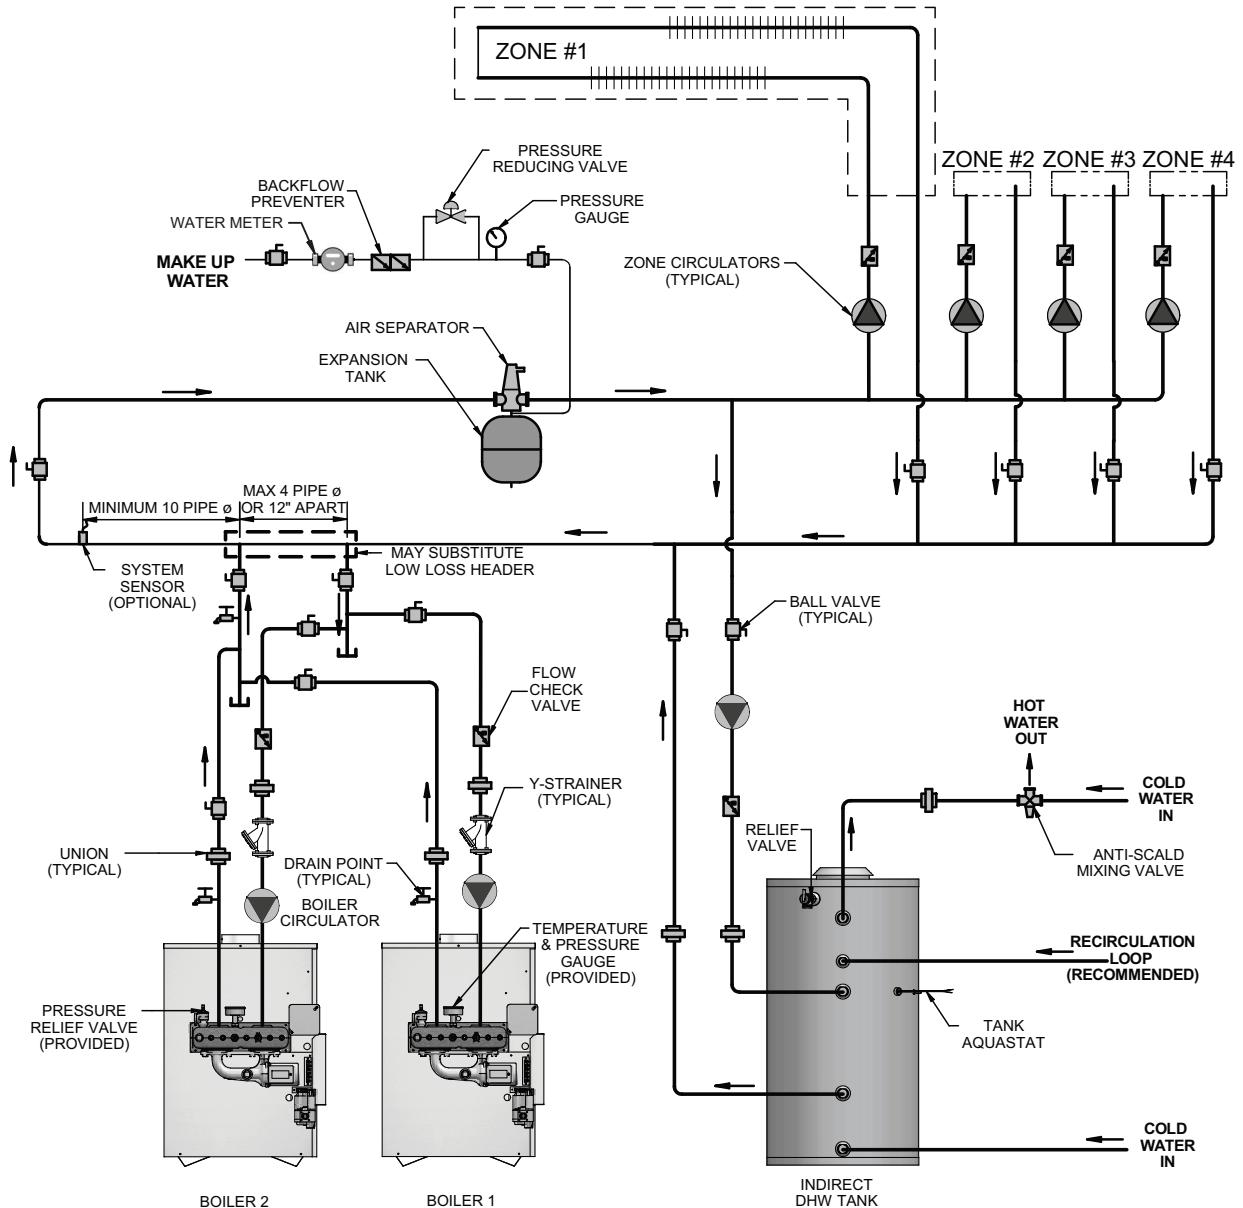 ZONE #1
ZONE #2
ZONE #3
ZONE #4
PRESSURE
REDUCING VALVE
BACKFLOW
PREVENTER
PRESSURE
GAUGE
WATER METER
MAKE UP
WATER
ZONE CIRCULATORS
(TYPICAL)
AIR SEPARATOR
EXPANSION
TANK
MINIMUM 10 PIPE ø
MAX 4 PIPE ø
OR 12" APART
SYSTEM
SENSOR
(OPTIONAL)
MAY SUBSTITUTE
LOW LOSS HEADER
BALL VALVE
(TYPICAL)
FLOW
CHECK
VALVE
HOT
WATER
OUT
Y-STRAINER
(TYPICAL)
COLD
WATER
IN
RELIEF
VALVE
ANTI-SCALD
MIXING VALVE
UNION
(TYPICAL)
DRAIN POINT
(TYPICAL)
BOILER
CIRCULATOR
TEMPERATURE
& PRESSURE
GAUGE
(PROVIDED)
RECIRCULATION
LOOP
(RECOMMENDED)
PRESSURE
RELIEF VALVE
(PROVIDED)
TANK
AQUASTAT
COLD
WATER
IN
BOILER 2
BOILER 1
INDIRECT
DHW TANK